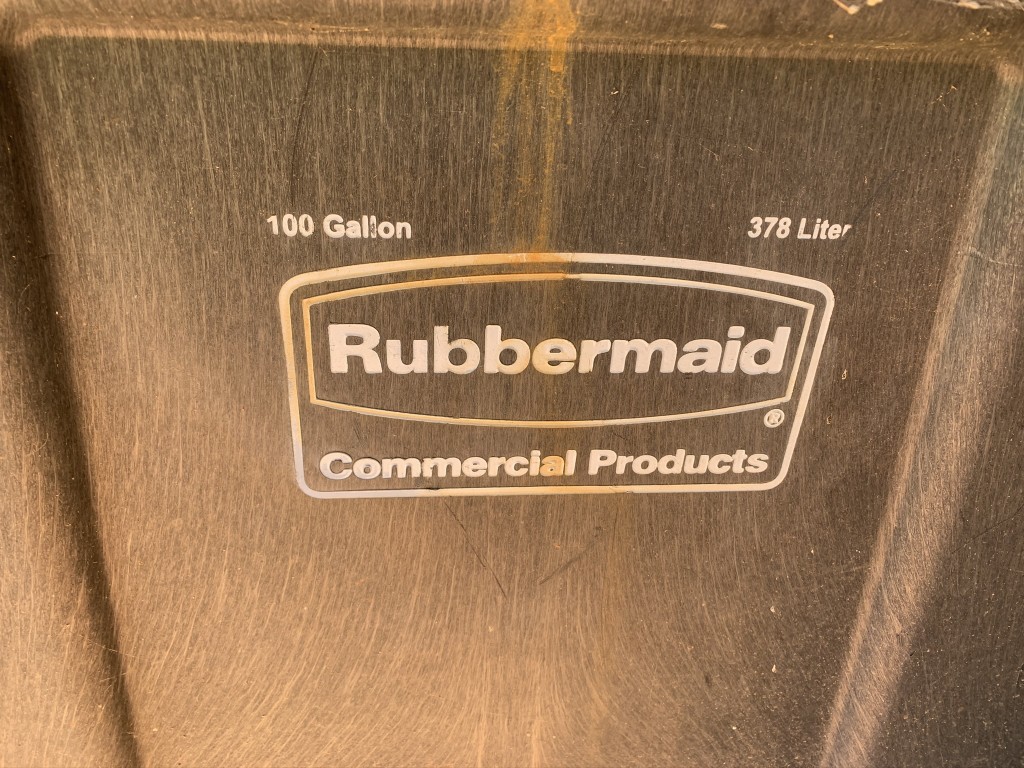 100 Gallon 378 Liter
Rubbermaid
®
Commercial Products